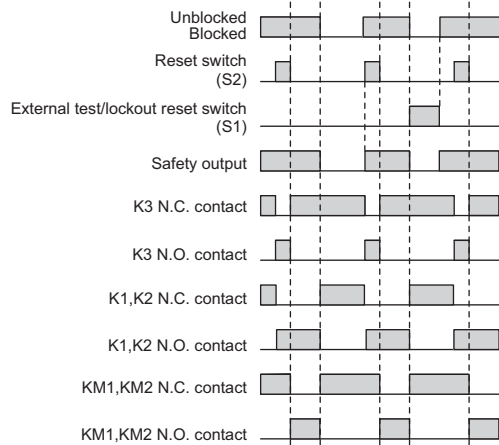 Unblocked
Blocked
Reset switch
(S2)
External test/lockout reset switch
(S1)
Safety output
K3 N.C. contact
K3 N.O. contact
K1,K2 N.C. contact
K1,K2 N.O. contact
KM1,KM2 N.C. contact
KM1,KM2 N.O. contact